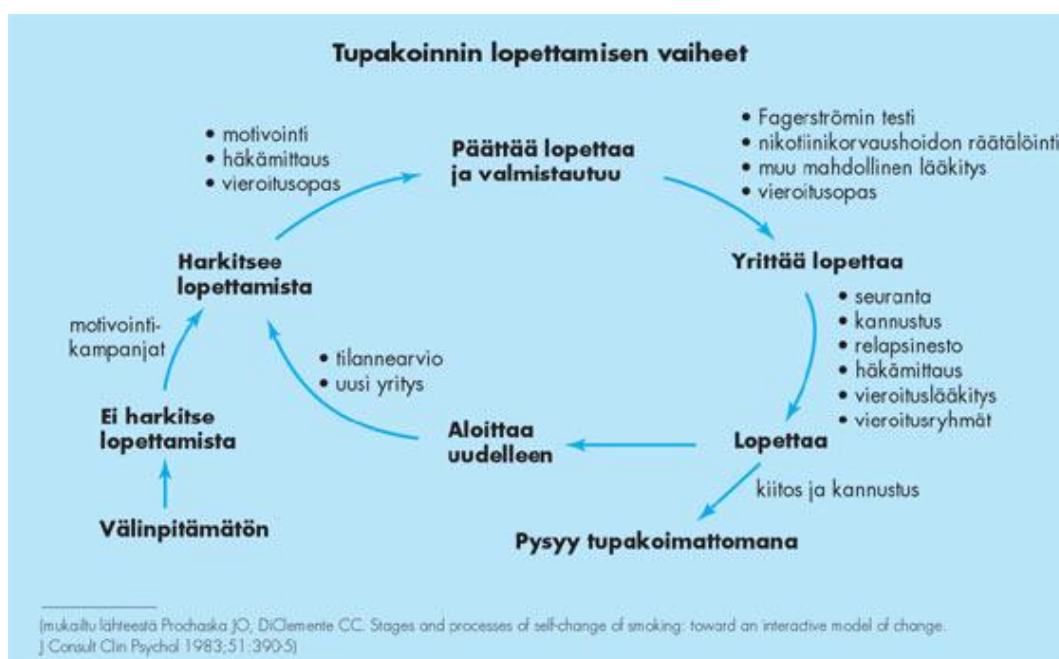 Tupakoinnin lopettamisen vaiheet
• motivointi
• häkämittaus
• vieroitusopas
Päättää lopettaa
ja valmistautuu
• Fagerströmin testi
• nikotiinikorvaushoidon räätälöinti
• muu mahdollinen lääkitys
• vieroitusopas
Harkitsee
lopettamista
Yrittää lopettaa
motivointi-
kampanjat
• tilannearvio
• uusi yritys
• seuranta
• kannustus
• relapsinesto
• häkämittaus
• vieroituslääkitys
• vieroitusryhmät
Ei harkitse
lopettamista
Aloittaa
uudelleen
Lopettaa
kiitos ja kannustus
Välinpitämätön
Pysyy tupakoimattomana
(mukailtu lähteestä Prochaska JO, DiClemente CC. Stages and processes of self-change of smoking: toward an interactive model of change.
J Consult Clin Psychol 1983;51:390-5)